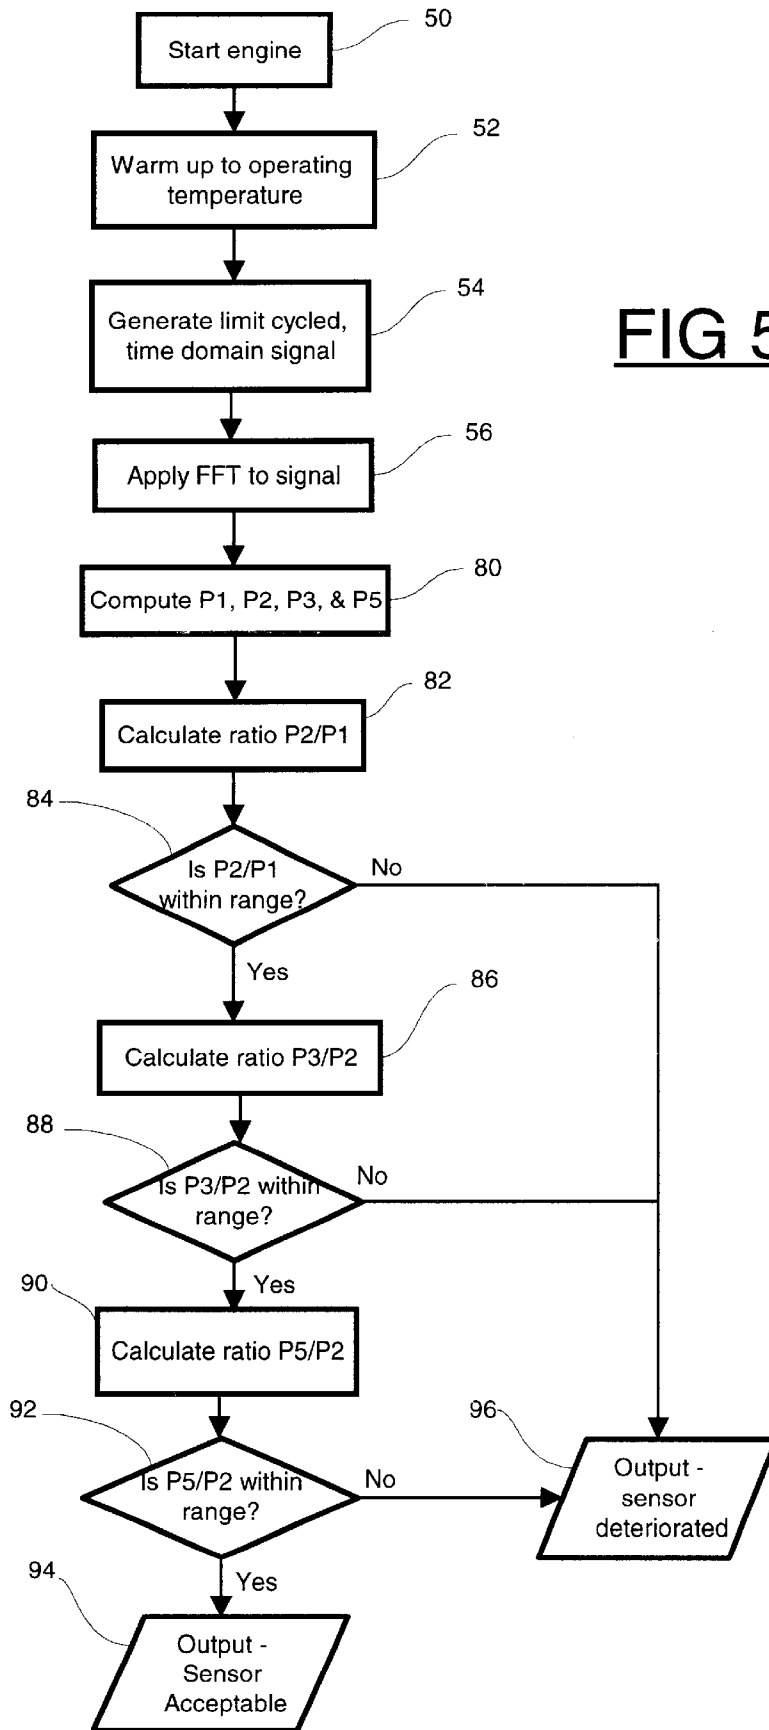 50
Start engine
52
Warm up to operating
temperature
54
Generate limit cycled,
time domain signal
FIG 5
56
Apply FFT to signal
80
Compute P1, P2, P3, & P5
82
Calculate ratio P2/P1
84
Is P2/P1
within range?
No
Yes
86
Calculate ratio P3/P2
88
Is P3/P2 within
range?
No
Yes
90
Calculate ratio P5/P2
92
Is P5/P2 within
range?
No
96
Output -
sensor
deteriorated
Yes
94
Output -
Sensor
Acceptable